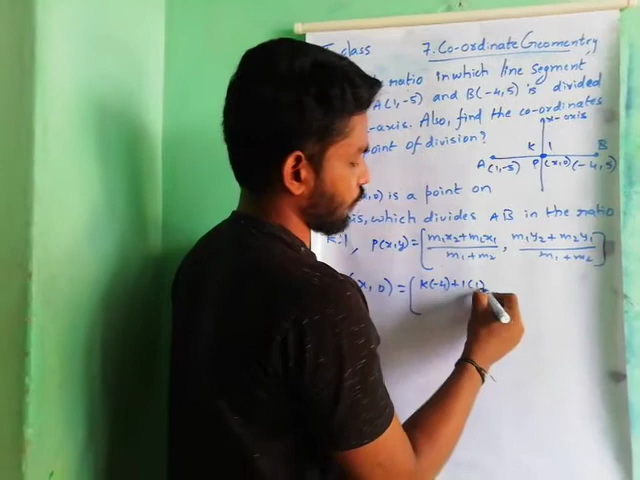 class 7. Co-ordinate Geomentry
ratio in which line segment
A(1,-5) and B(-4,5) is divided
-axis. Also, find the co-ordinates
point of division?
x-axis
K 1 B
A (1,-5) P (x,0) (-4,5)
,0) is a point on
is, which divides AB in the ratio
K:1, P(x,y)=[m₁x₂+m₂x₁/m₁+m₂, m₁y₂+m₂y₁/m₁+m₂]
(x, 0) = [K(-4)+1(1)